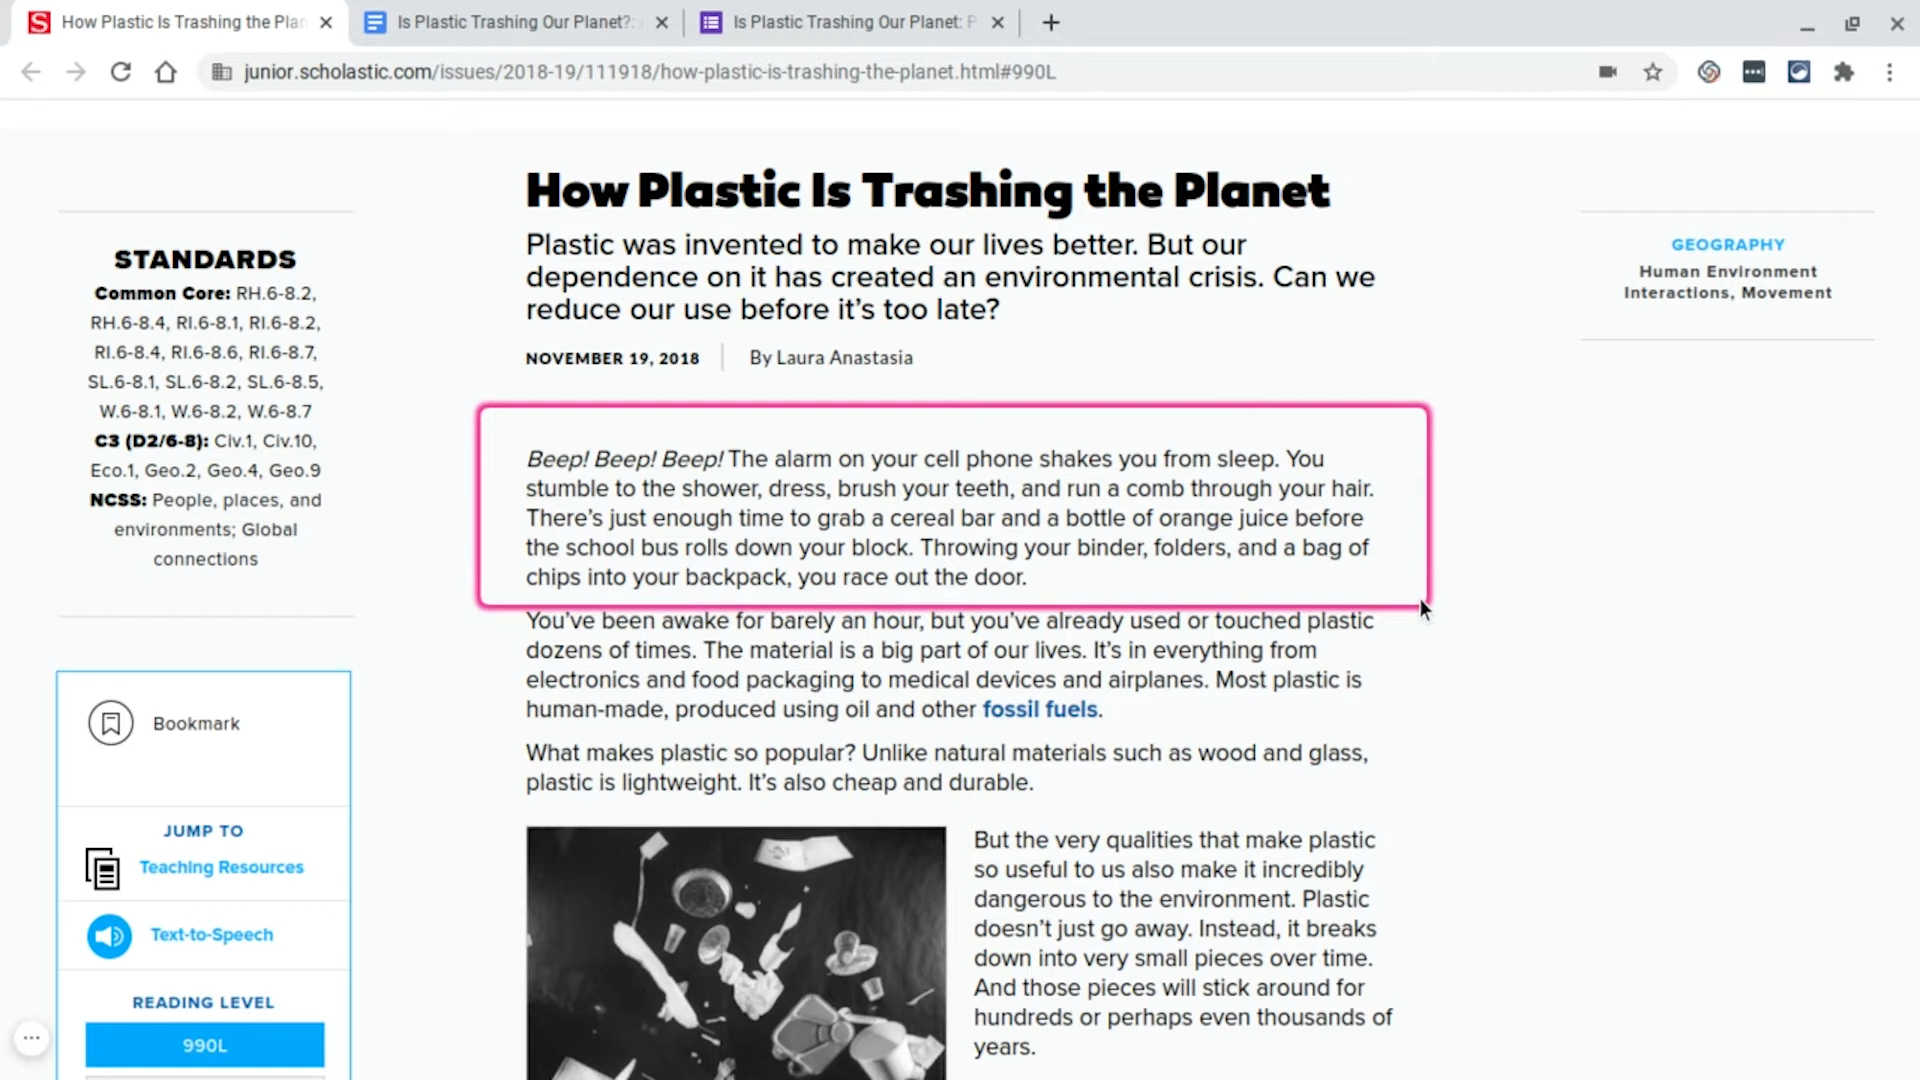 How Plastic Is Trashing the Plan
Is Plastic Trashing Our Planet?:
Is Plastic Trashing Our Planet: P
junior.scholastic.com/issues/2018-19/111918/how-plastic-is-trashing-the-planet.html#990L
STANDARDS
Common Core: RH.6-8.2,
RH.6-8.4, RI.6-8.1, RI.6-8.2,
RI.6-8.4, RI.6-8.6, RI.6-8.7,
SL.6-8.1, SL.6-8.2, SL.6-8.5,
W.6-8.1, W.6-8.2, W.6-8.7
C3 (D2/6-8): Civ.1, Civ.10,
Eco.1, Geo.2, Geo.4, Geo.9
NCSS: People, places, and
environments; Global
connections
Bookmark
JUMP TO
Teaching Resources
Text-to-Speech
READING LEVEL
990L
How Plastic Is Trashing the Planet
Plastic was invented to make our lives better. But our
dependence on it has created an environmental crisis. Can we
reduce our use before it’s too late?
NOVEMBER 19, 2018
By Laura Anastasia
Beep! Beep! Beep! The alarm on your cell phone shakes you from sleep. You
stumble to the shower, dress, brush your teeth, and run a comb through your hair.
There’s just enough time to grab a cereal bar and a bottle of orange juice before
the school bus rolls down your block. Throwing your binder, folders, and a bag of
chips into your backpack, you race out the door.
You’ve been awake for barely an hour, but you’ve already used or touched plastic
dozens of times. The material is a big part of our lives. It’s in everything from
electronics and food packaging to medical devices and airplanes. Most plastic is
human-made, produced using oil and other fossil fuels.
What makes plastic so popular? Unlike natural materials such as wood and glass,
plastic is lightweight. It’s also cheap and durable.
But the very qualities that make plastic
so useful to us also make it incredibly
dangerous to the environment. Plastic
doesn’t just go away. Instead, it breaks
down into very small pieces over time.
And those pieces will stick around for
hundreds or perhaps even thousands of
years.
GEOGRAPHY
Human Environment
Interactions, Movement